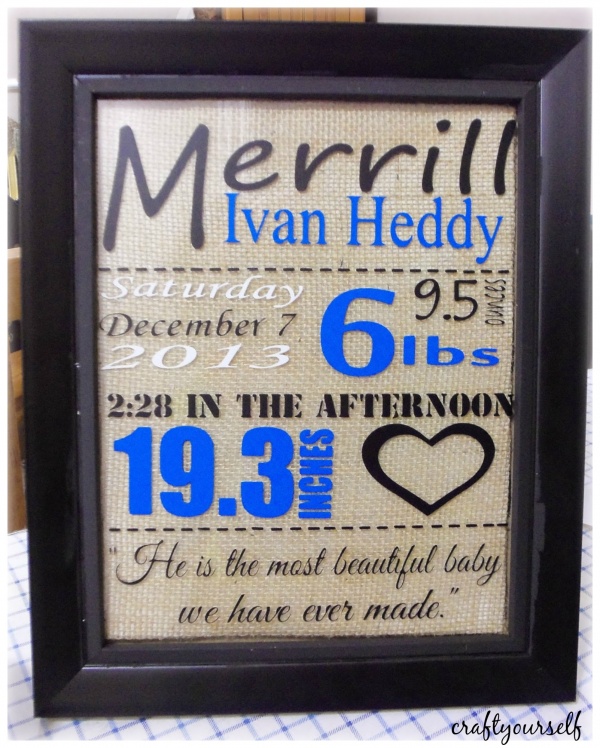 Merrill
Ivan Heddy
Saturday
December 7
2013
6lbs
9.5 ounces
2:28 IN THE AFTERNOON
19.3 INCHES
"He is the most beautiful baby
we have ever made."
craftyourself